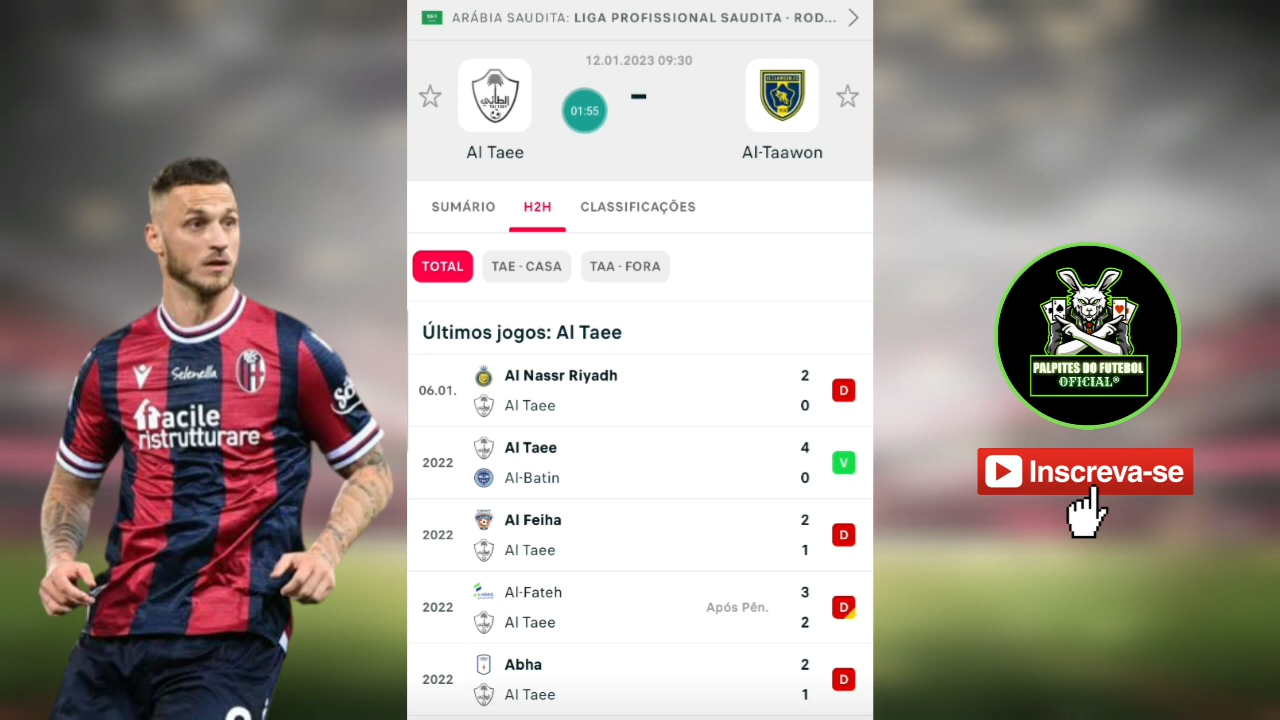 ARÁBIA SAUDITA: LIGA PROFISSIONAL SAUDITA · ROD...
12.01.2023 09:30
01:55
-
Al Taee
Al-Taawon
SUMÁRIO H2H CLASSIFICAÇÕES
TOTAL TAE · CASA TAA · FORA
Últimos jogos: Al Taee
06.01.
Al Nassr Riyadh 2
Al Taee 0
D
2022
Al Taee 4
Al-Batin 0
V
2022
Al Feiha 2
Al Taee 1
D
2022
Al-Fateh 3
Após Pên.
Al Taee 2
D
2022
Abha 2
Al Taee 1
D
Selenella
facile
ristrutturare
PALPITES DO FUTEBOL
OFICIAL®
Inscreva-se